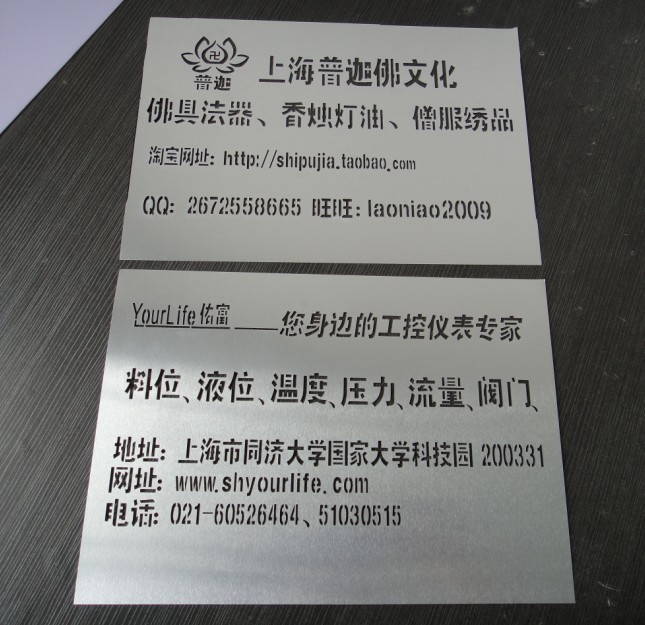 卍
普迦
上海普迦佛文化
佛具法器、香烛灯油、僧服绣品
淘宝网址: http://shipujia.taobao.com
QQ: 2672558665 旺旺: laoniao2009
YourLife佑富——您身边的工控仪表专家
料位、液位、温度、压力、流量、阀门、
地址: 上海市同济大学国家大学科技园 200331
网址: www.shyourlife.com
电话: 021-60526464、51030515